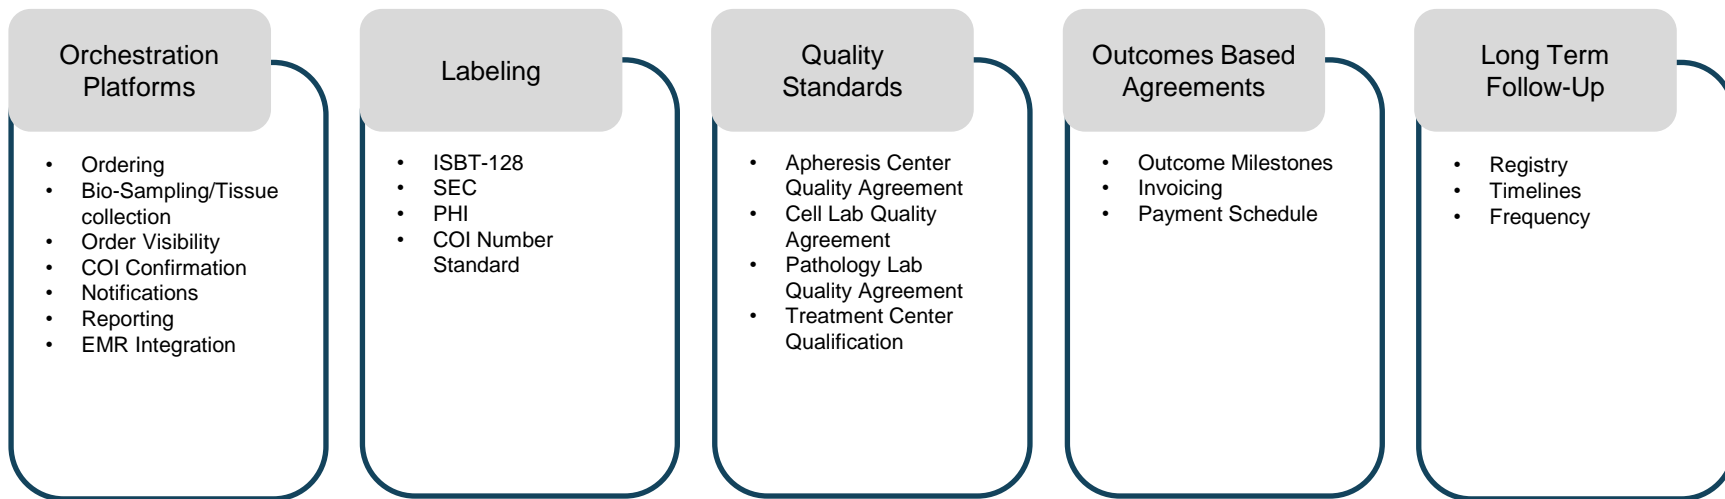 Orchestration
Platforms
• Ordering
• Bio-Sampling/Tissue
collection
• Order Visibility
• COI Confirmation
• Notifications
• Reporting
• EMR Integration
Labeling
• ISBT-128
• SEC
• PHI
• COI Number
Standard
Quality
Standards
• Apheresis Center
Quality Agreement
• Cell Lab Quality
Agreement
• Pathology Lab
Quality Agreement
• Treatment Center
Qualification
Outcomes Based
Agreements
• Outcome Milestones
• Invoicing
• Payment Schedule
Long Term
Follow-Up
• Registry
• Timelines
• Frequency